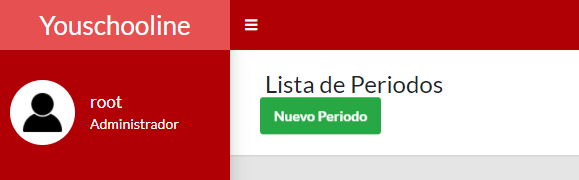 Youschooline
root
Administrador
Lista de Periodos
Nuevo Periodo